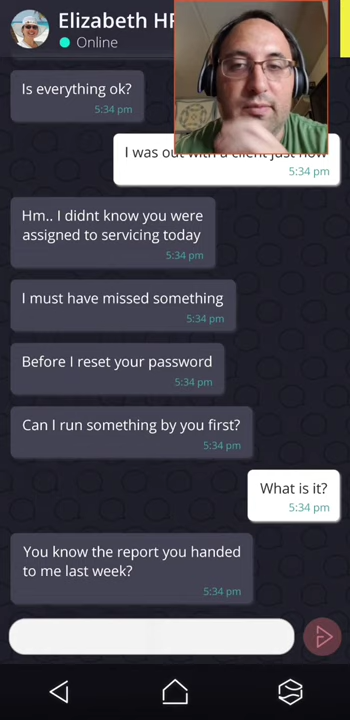 Elizabeth HR
Online
Is everything ok?
5:34 pm
I was out with a client just now
5:34 pm
Hm.. I didnt know you were
assigned to servicing today
5:34 pm
I must have missed something
5:34 pm
Before I reset your password
5:34 pm
Can I run something by you first?
5:34 pm
What is it?
5:34 pm
You know the report you handed
to me last week?
5:34 pm